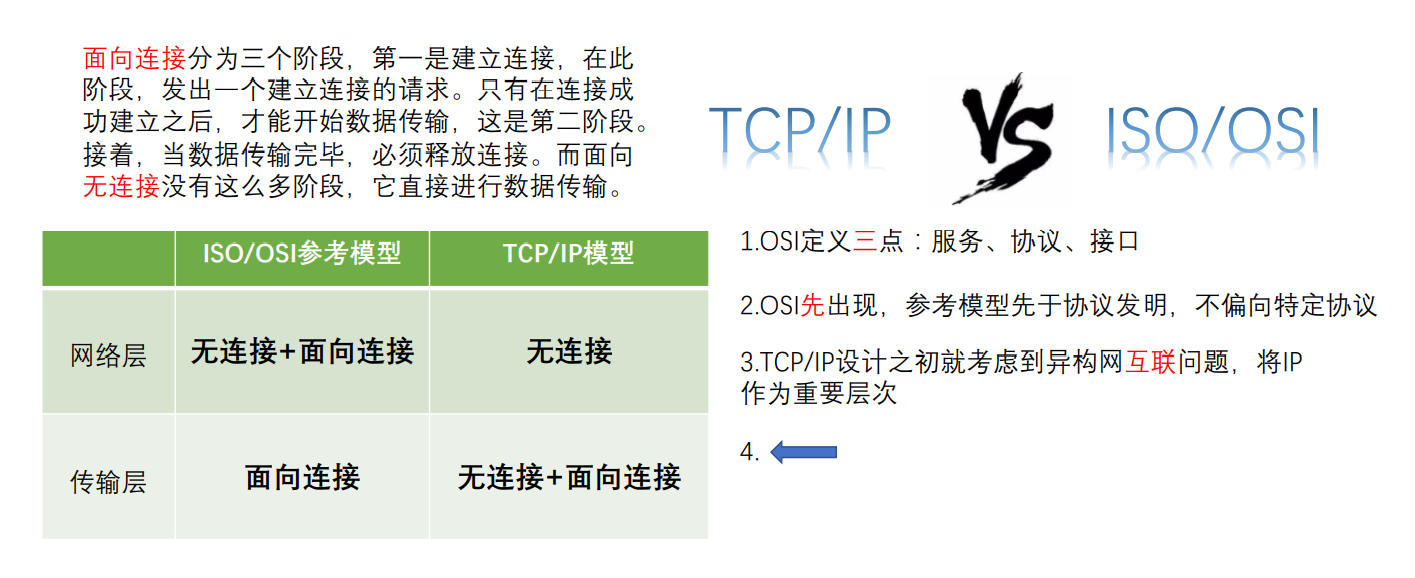 面向连接分为三个阶段，第一是建立连接，在此
阶段，发出一个建立连接的请求。只有在连接成
功建立之后，才能开始数据传输，这是第二阶段。
接着，当数据传输完毕，必须释放连接。而面向
无连接没有这么多阶段，它直接进行数据传输。
TCP/IP VS ISO/OSI
ISO/OSI参考模型 TCP/IP模型
网络层 无连接+面向连接 无连接
传输层 面向连接 无连接+面向连接
1.OSI定义三点：服务、协议、接口
2.OSI先出现，参考模型先于协议发明，不偏向特定协议
3.TCP/IP设计之初就考虑到异构网互联问题，将IP
作为重要层次
4.